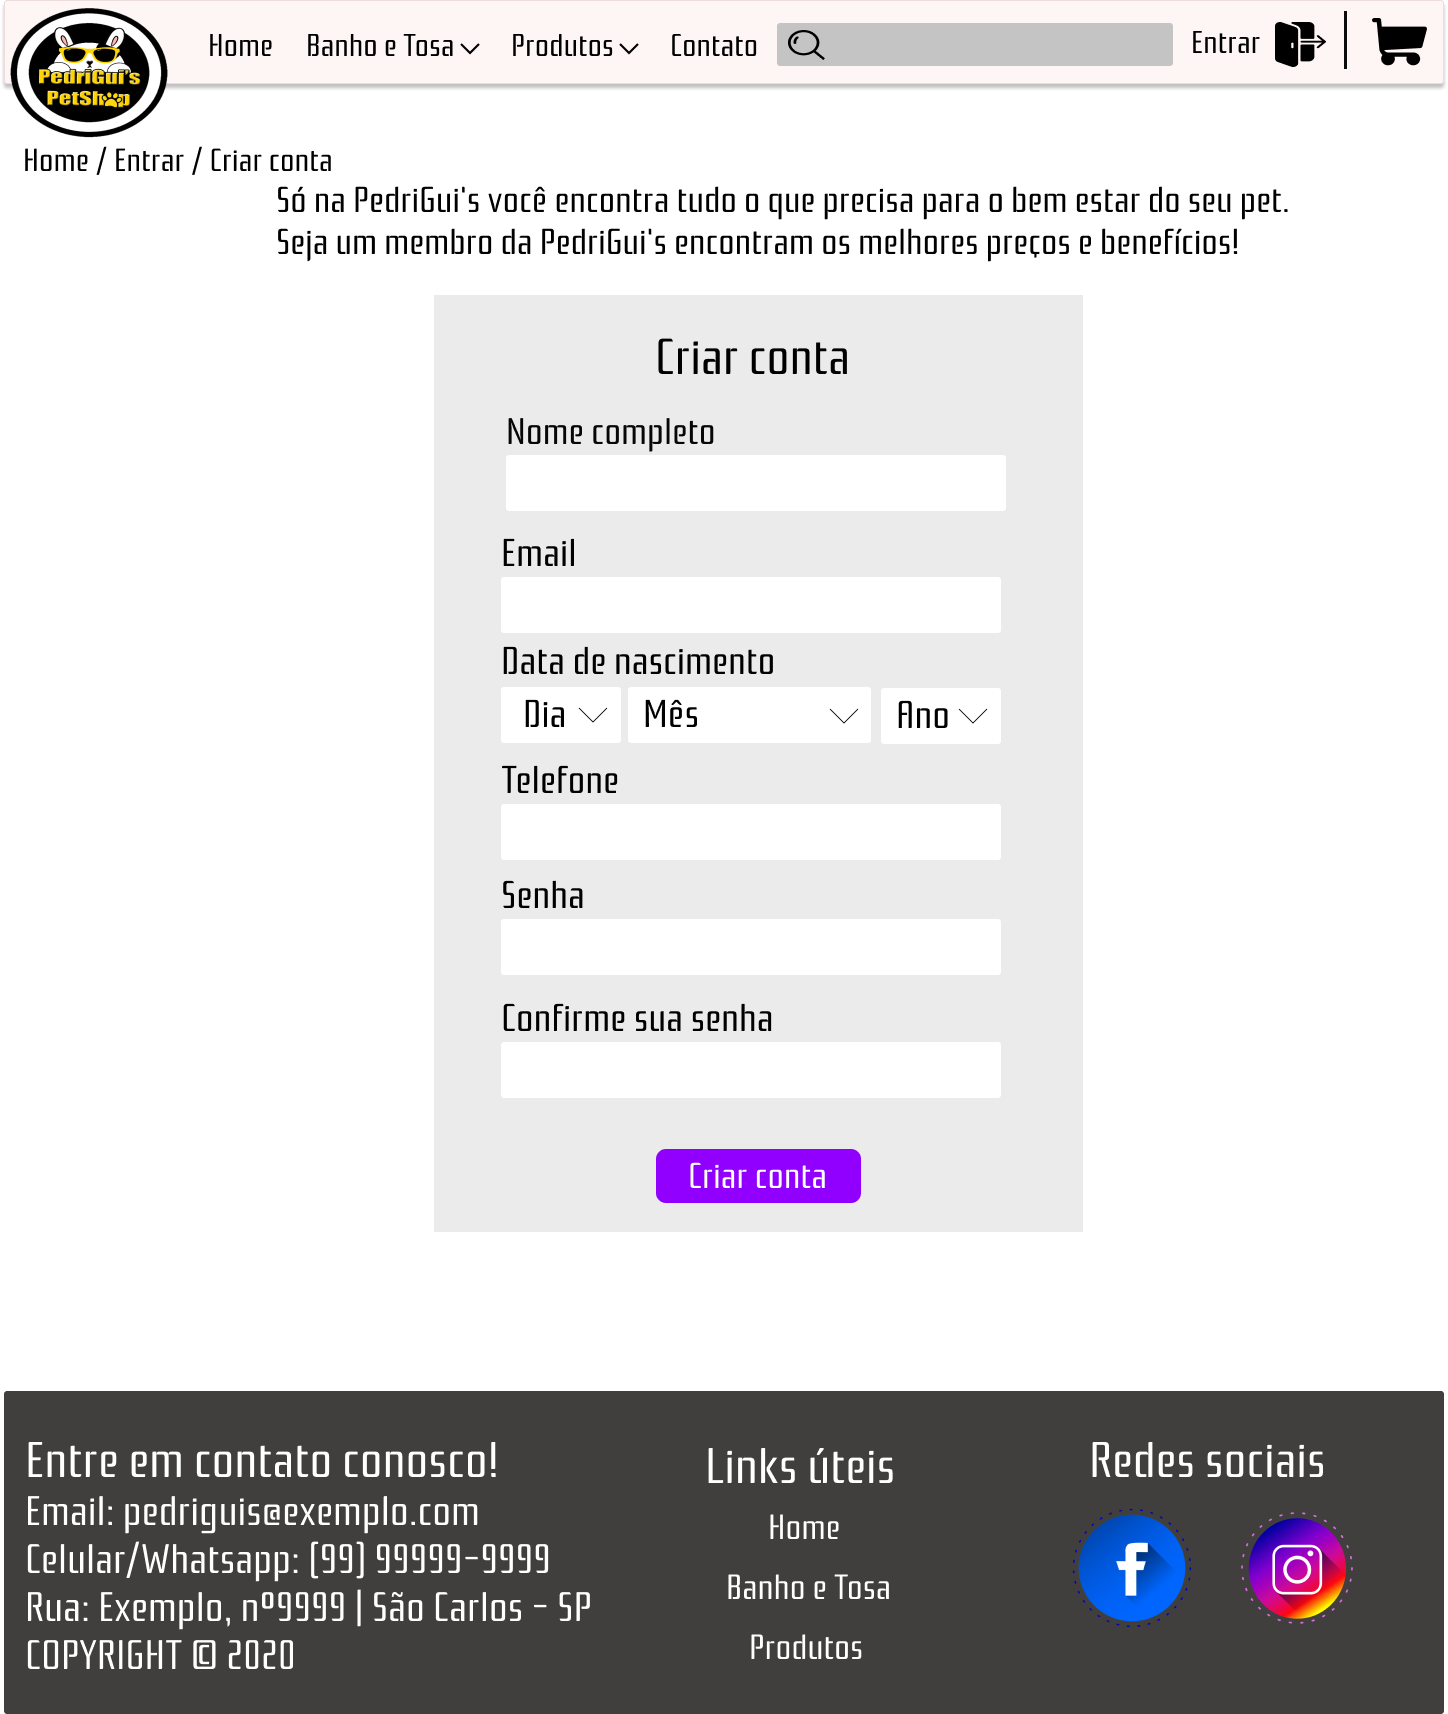 PedriGui's
PetShop
Home Banho e Tosa Produtos Contato Entrar
Home / Entrar / Criar conta
Só na PedriGui's você encontra tudo o que precisa para o bem estar do seu pet.
Seja um membro da PedriGui's encontram os melhores preços e benefícios!
Criar conta
Nome completo
Email
Data de nascimento
Dia Mês Ano
Telefone
Senha
Confirme sua senha
Criar conta
Entre em contato conosco!
Email: pedriguis@exemplo.com
Celular/Whatsapp: (99) 99999-9999
Rua: Exemplo, nº9999 | São Carlos - SP
COPYRIGHT © 2020
Links úteis
Home
Banho e Tosa
Produtos
Redes sociais